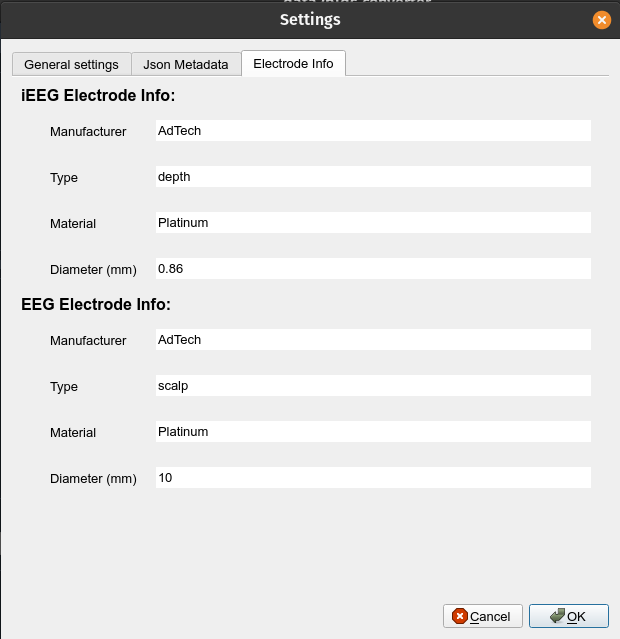 Settings
General settings Json Metadata Electrode Info
iEEG Electrode Info:
Manufacturer AdTech
Type depth
Material Platinum
Diameter (mm) 0.86
EEG Electrode Info:
Manufacturer AdTech
Type scalp
Material Platinum
Diameter (mm) 10
Cancel OK